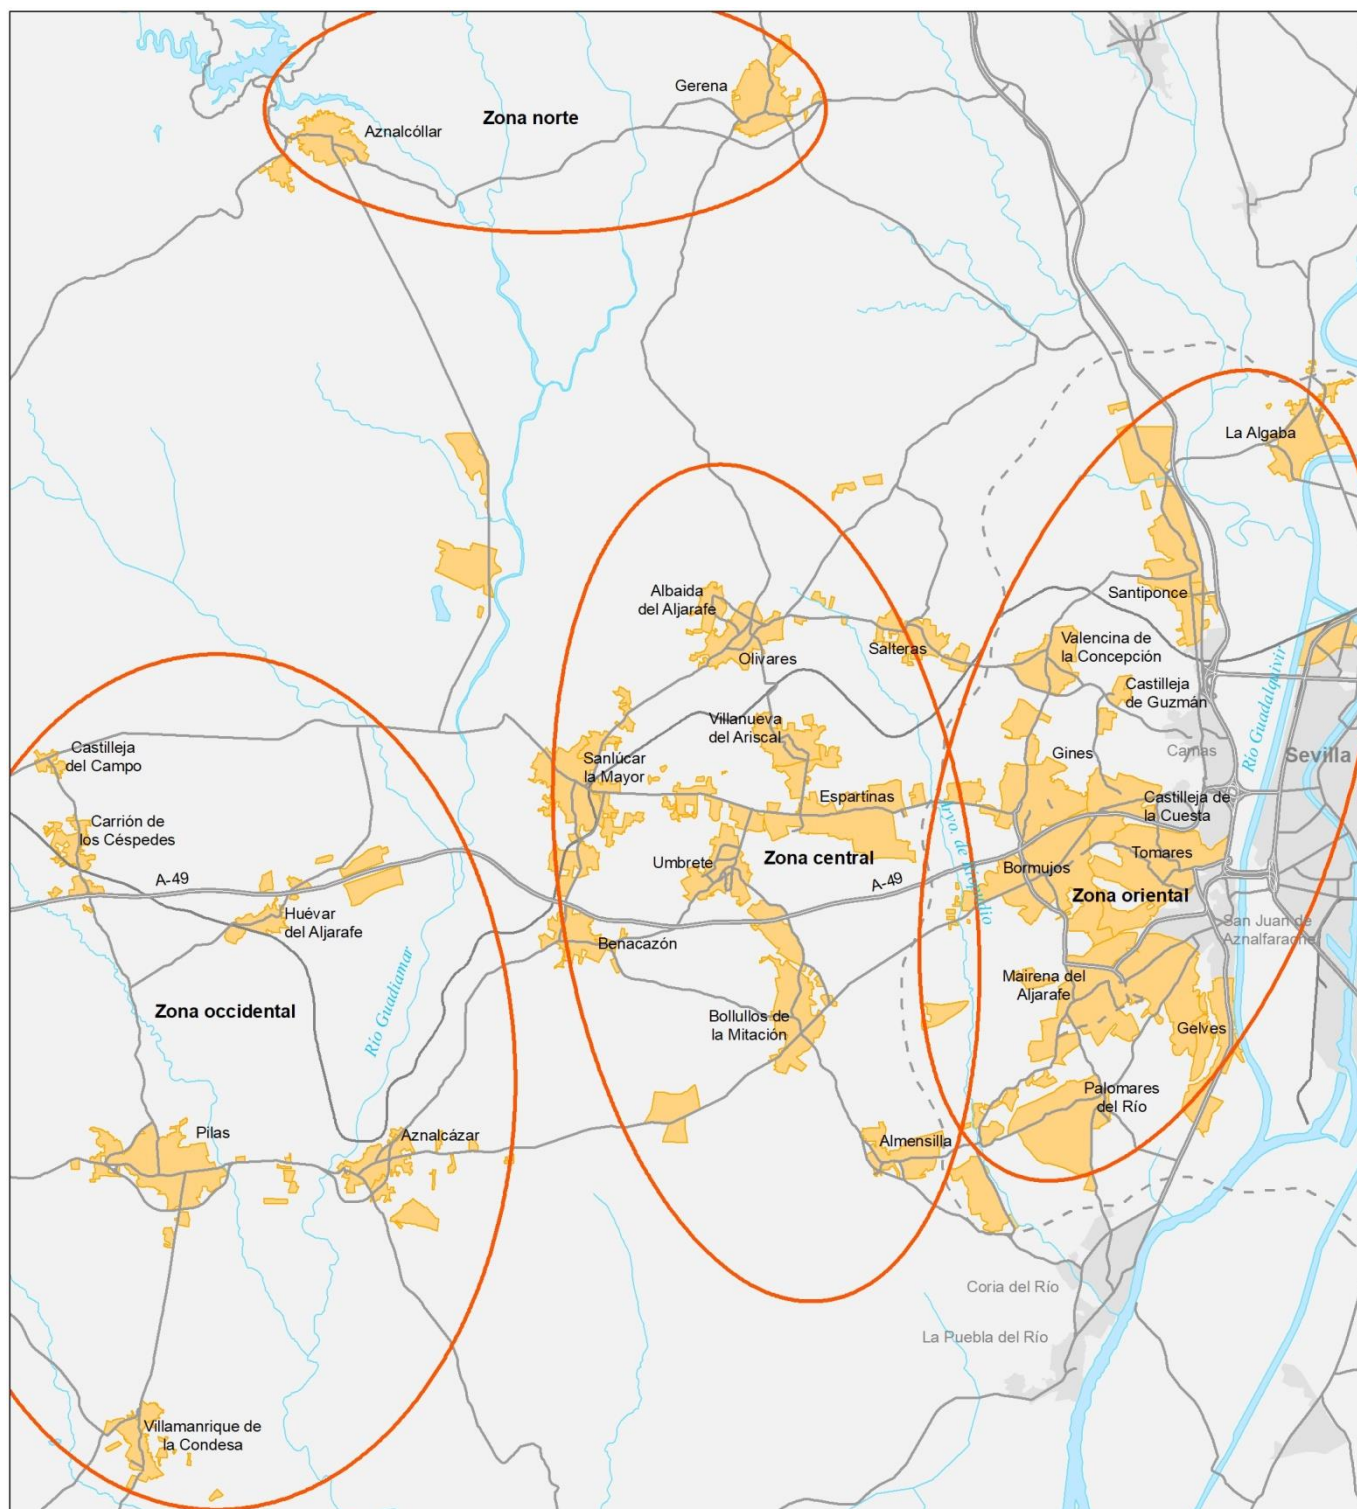 Gerena
Zona norte
Aznalcóllar
La Algaba
Albaida
del Aljarafe
Santiponce
Olivares
Salteras
Valencina de
la Concepción
Castilleja
de Guzmán
Río Guadalquivir
Villanueva
del Ariscal
Camas
Sevilla
Castilleja
del Campo
Sanlúcar
la Mayor
Gines
Espartinas
Castilleja de
la Cuesta
Carrión de
los Céspedes
Umbrete
Zona central
Aryo. de Riopudio
Tomares
Bormujos
A-49
A-49
Zona oriental
Huévar
del Aljarafe
San Juan de
Aznalfarache
Benacazón
Río Guadiamar
Mairena del
Aljarafe
Zona occidental
Bollullos de
la Mitación
Gelves
Palomares
del Río
Pilas
Aznalcázar
Almensilla
Coria del Río
La Puebla del Río
Villamanrique de
la Condesa